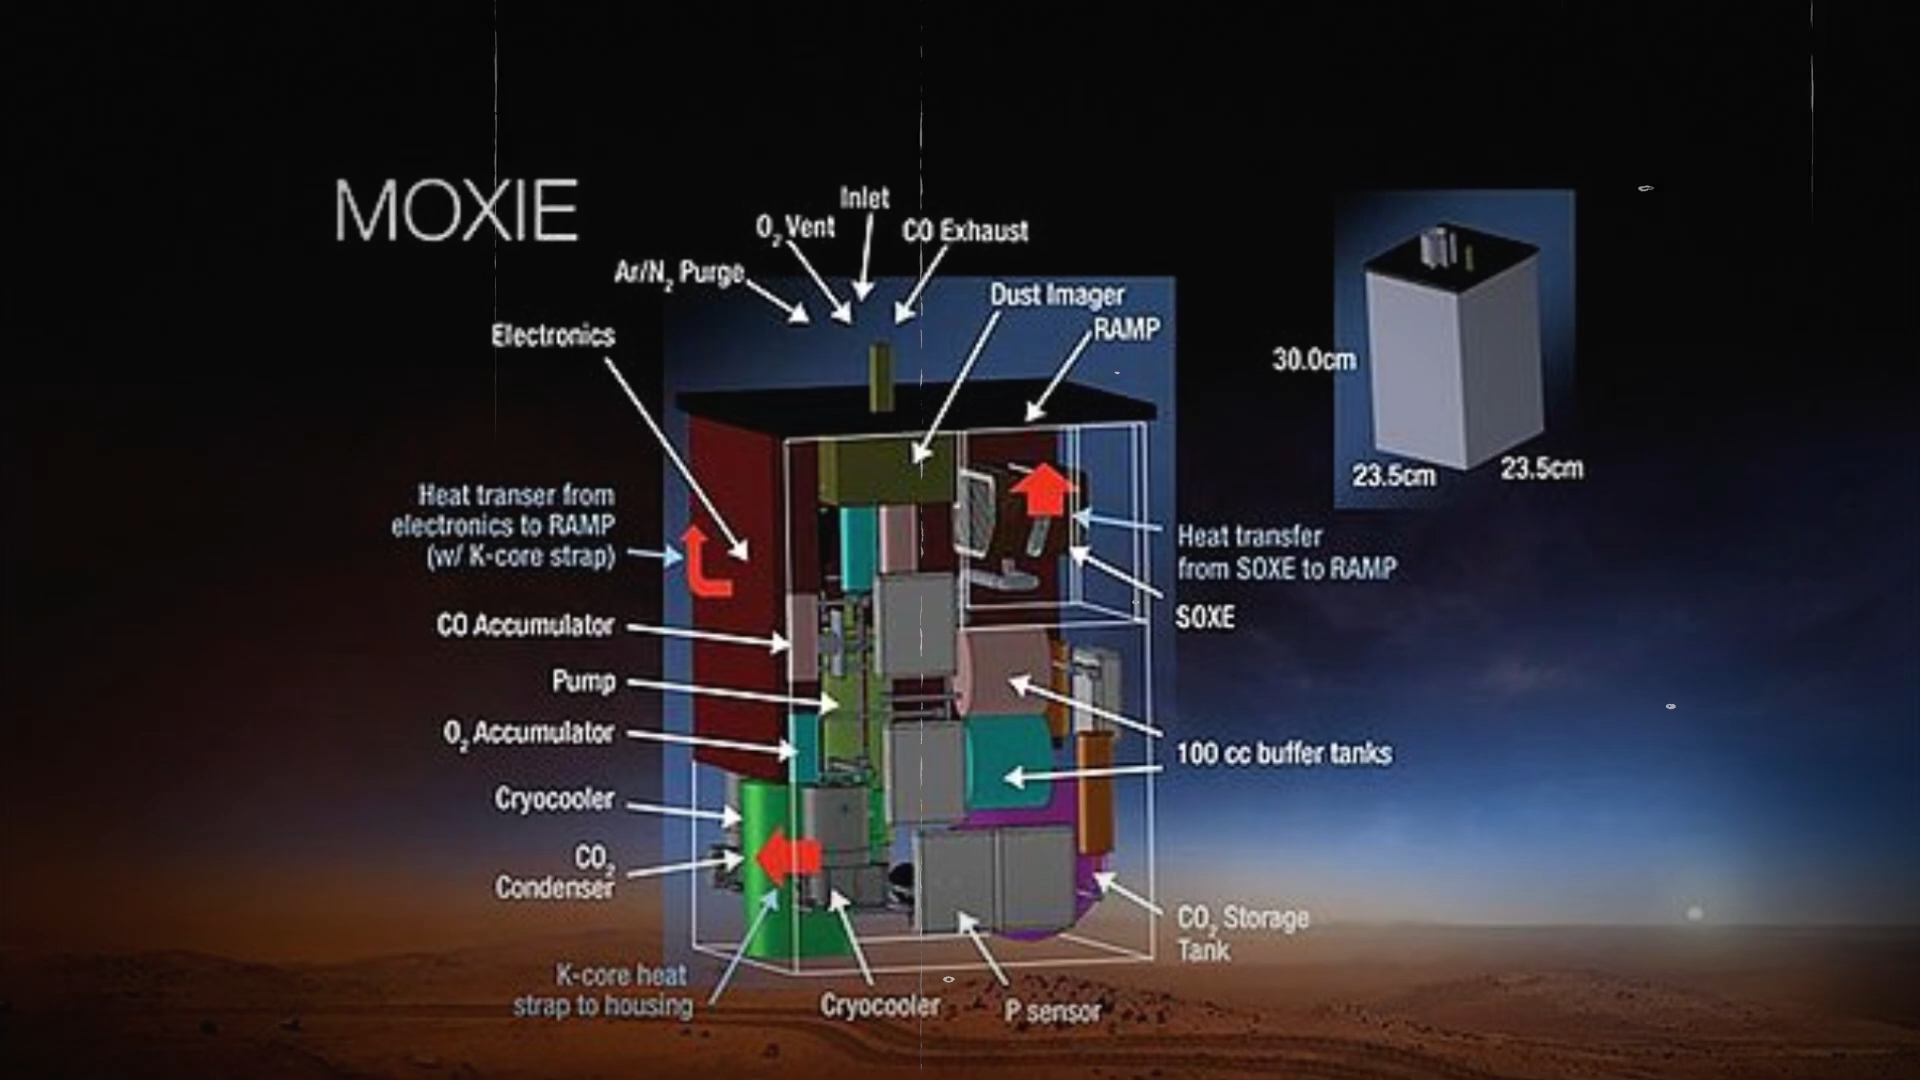 MOXIE
Inlet
O₂ Vent
CO Exhaust
Ar/N₂ Purge
Dust Imager
RAMP
Electronics
30.0cm
23.5cm
23.5cm
Heat transer from
electronics to RAMP
(w/ K-core strap)
Heat transfer
from SOXE to RAMP
SOXE
CO Accumulator
Pump
O₂ Accumulator
100 cc buffer tanks
Cryocooler
CO₂
Condenser
CO₂ Storage
Tank
K-core heat
strap to housing
Cryocooler
P sensor